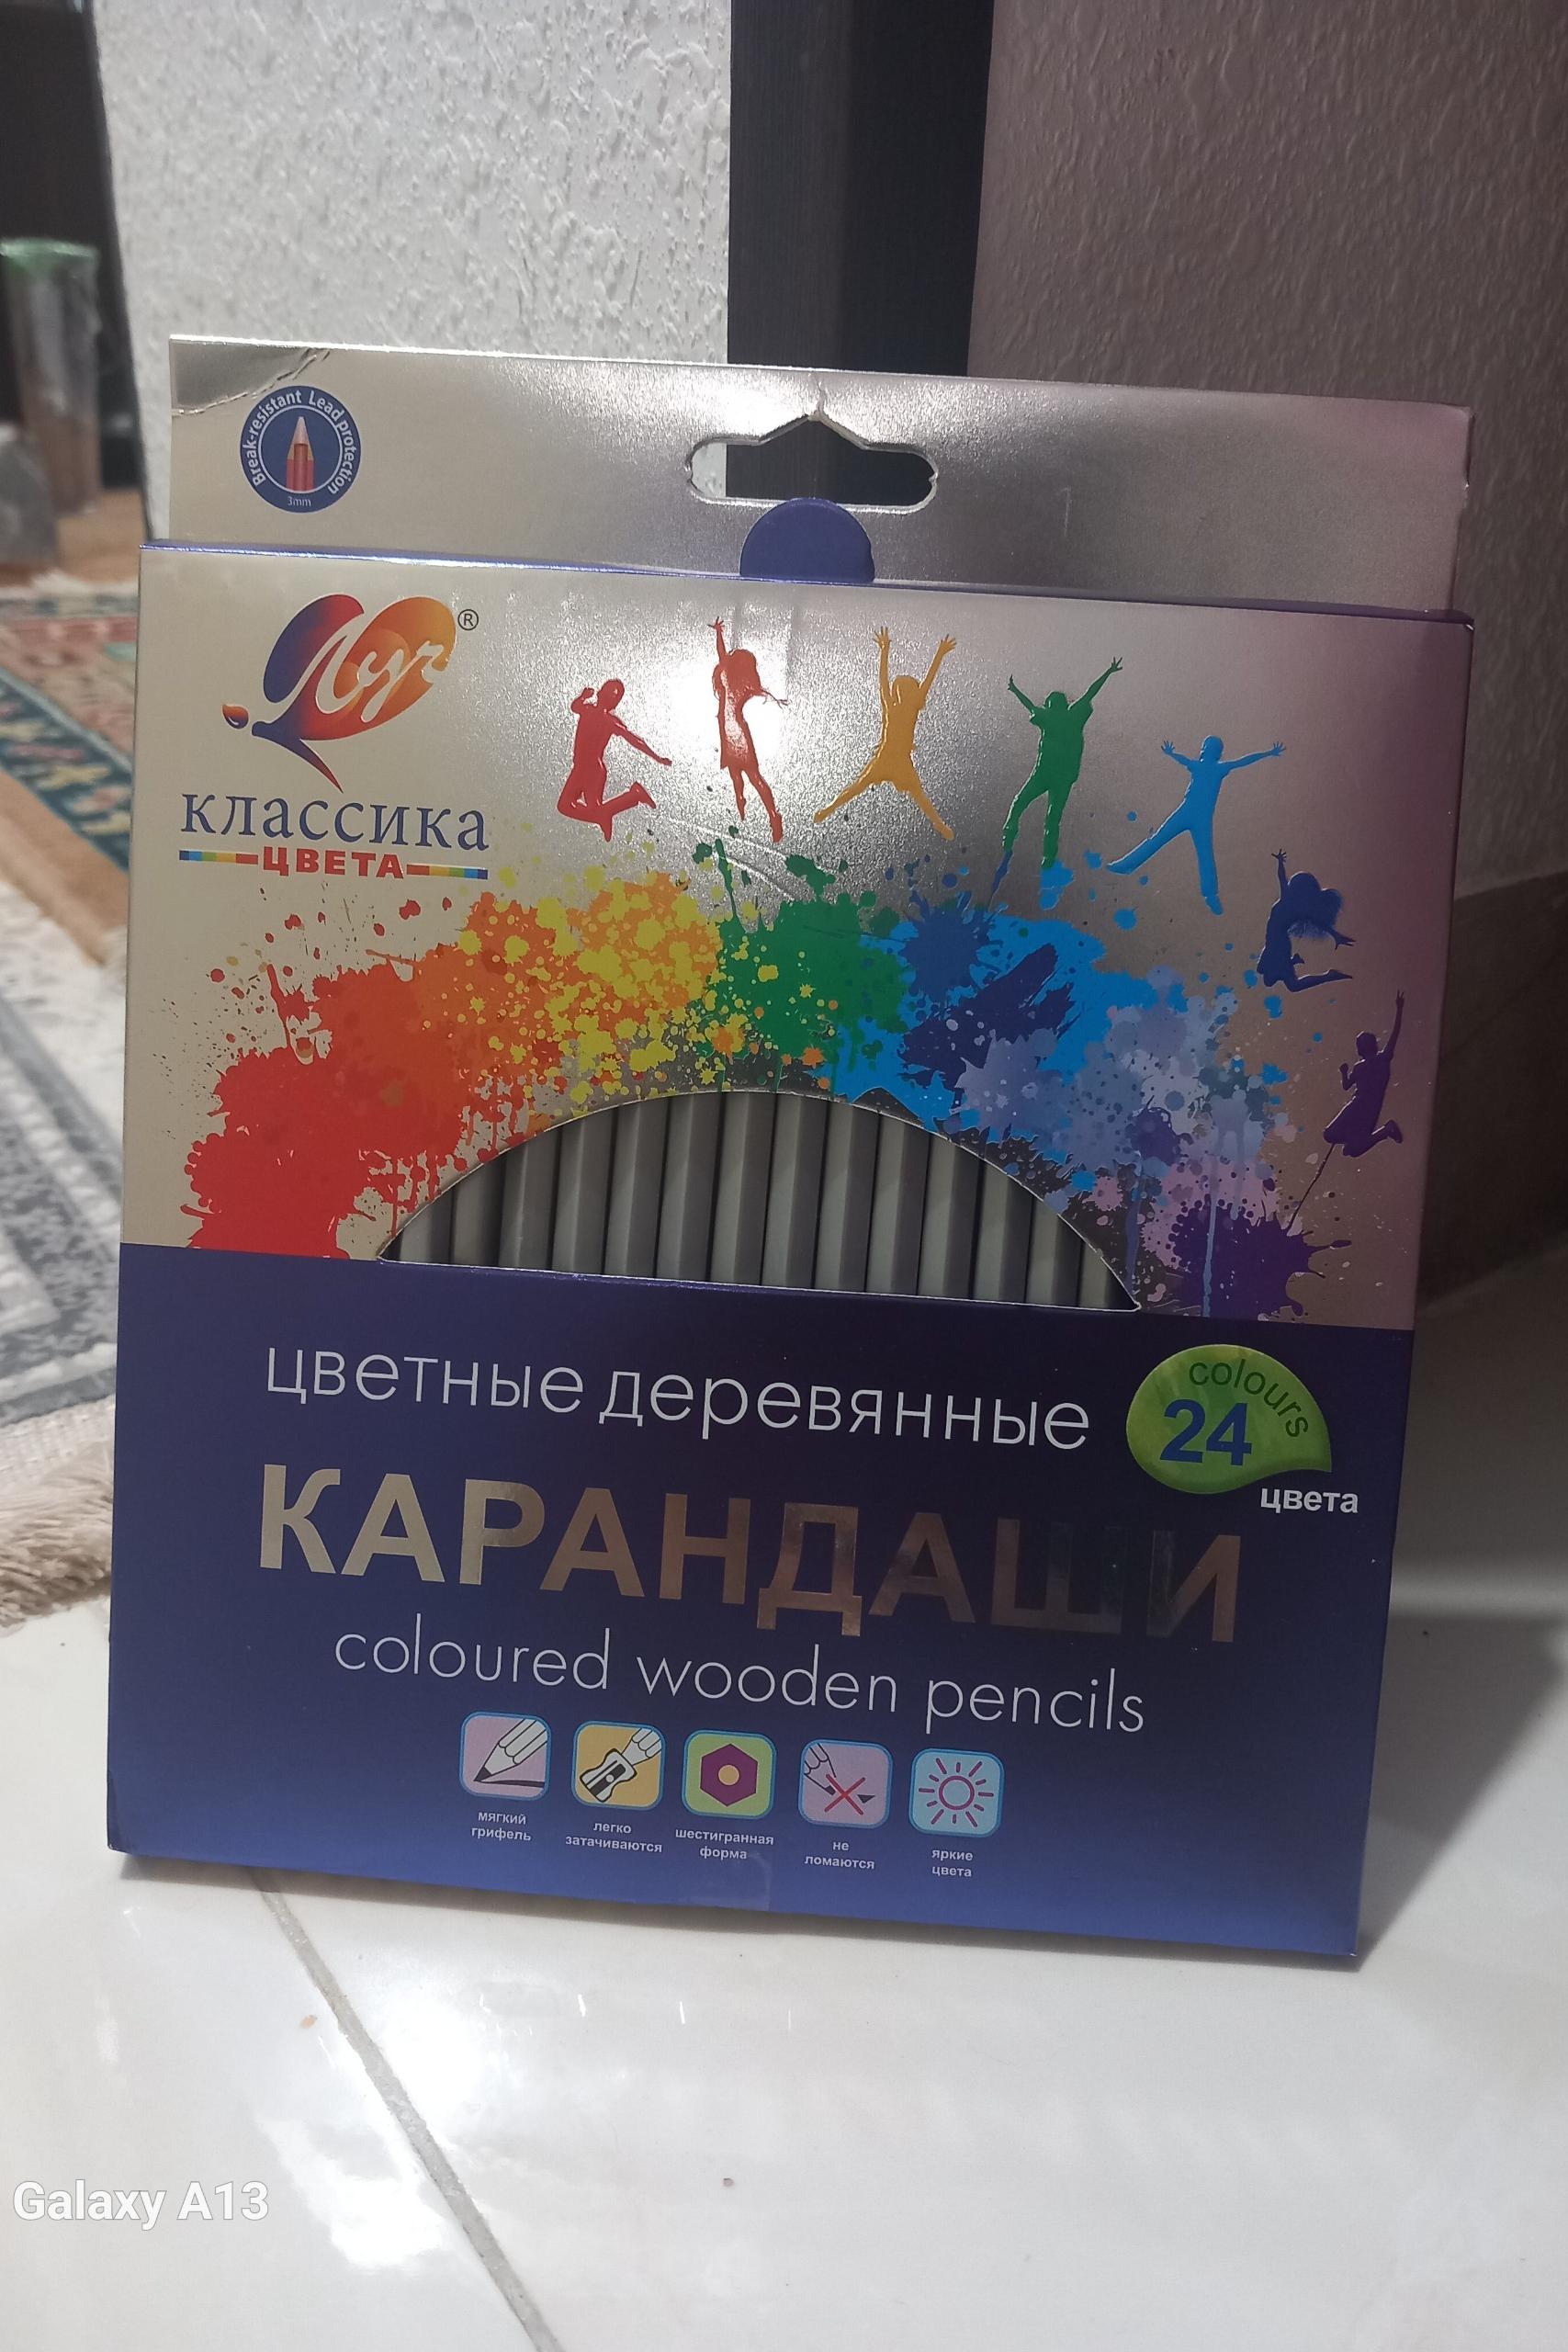 Break-resistant Lead protection
3mm
Луч ®
классика
ЦВЕТА
цветные деревянные
colours
24
цвета
КАРАНДАШИ
coloured wooden pencils
мягкий
грифель
легко
затачиваются
шестигранная
форма
не
ломаются
яркие
цвета
Galaxy A13